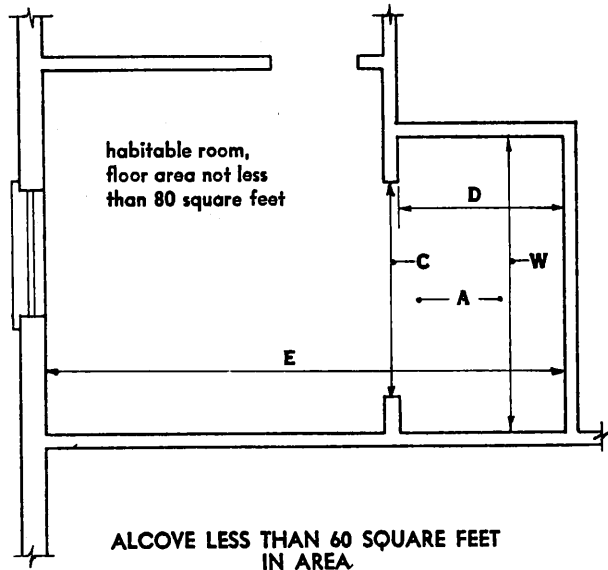 habitable room,
floor area not less
than 80 square feet
D
C
W
A
E
ALCOVE LESS THAN 60 SQUARE FEET
IN AREA